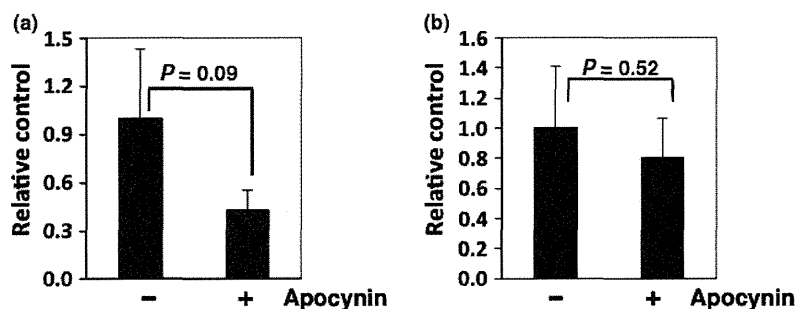 (a)
Relative control
1.5
1.2
0.9
0.6
0.3
0.0
P = 0.09
− + Apocynin
(b)
Relative control
1.6
1.4
1.2
1.0
0.8
0.6
0.4
0.2
0.0
P = 0.52
− + Apocynin